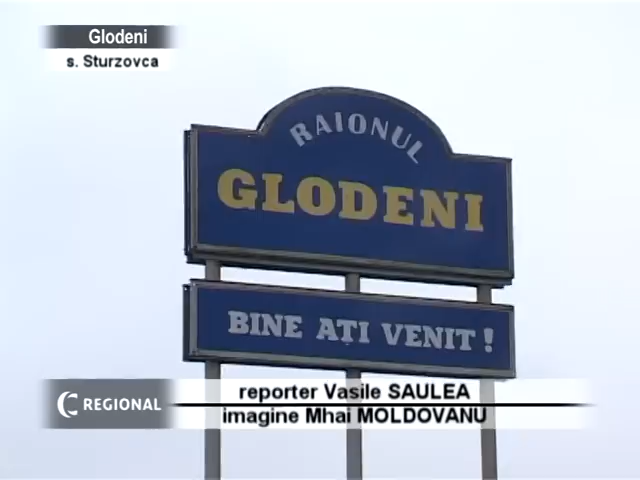 Glodeni
s. Sturzovca
RAIONUL
GLODENI
BINE AȚI VENIT !
REGIONAL
reporter Vasile SAULEA
imagine Mhai MOLDOVANU